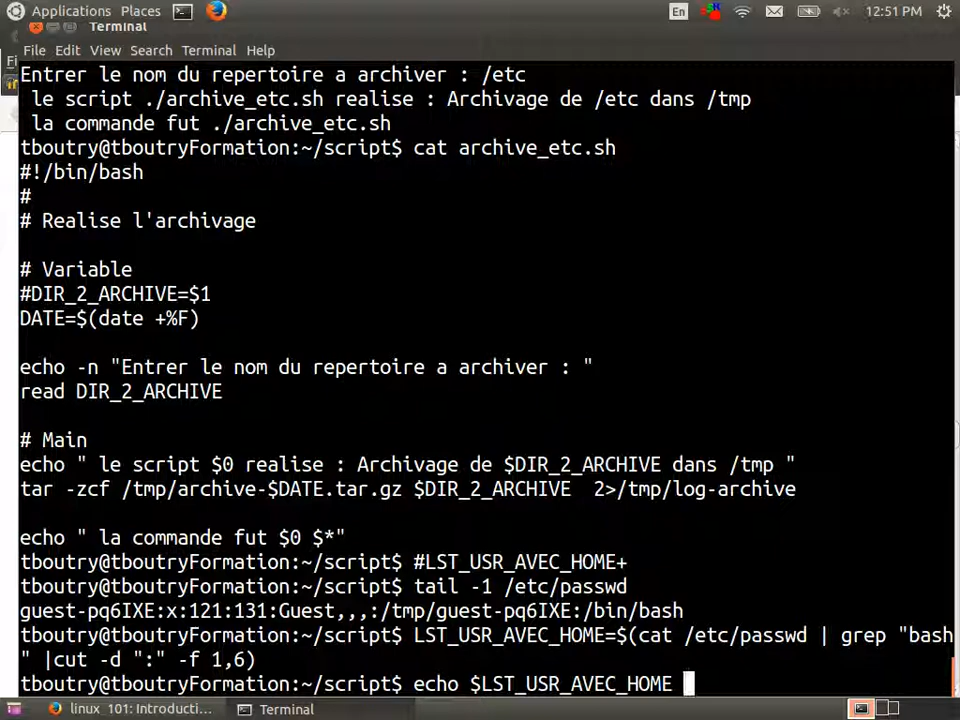 Applications Places En 12:51 PM
Terminal
File Edit View Search Terminal Help
Entrer le nom du repertoire a archiver : /etc
le script ./archive_etc.sh realise : Archivage de /etc dans /tmp
la commande fut ./archive_etc.sh
tboutry@tboutryFormation:~/script$ cat archive_etc.sh
#!/bin/bash
#
# Realise l'archivage
# Variable
#DIR_2_ARCHIVE=$1
DATE=$(date +%F)
echo -n "Entrer le nom du repertoire a archiver : "
read DIR_2_ARCHIVE
# Main
echo " le script $0 realise : Archivage de $DIR_2_ARCHIVE dans /tmp "
tar -zcf /tmp/archive-$DATE.tar.gz $DIR_2_ARCHIVE  2>/tmp/log-archive
echo " la commande fut $0 $*"
tboutry@tboutryFormation:~/script$ #LST_USR_AVEC_HOME+
tboutry@tboutryFormation:~/script$ tail -1 /etc/passwd
guest-pq6IXE:x:121:131:Guest,,,:/tmp/guest-pq6IXE:/bin/bash
tboutry@tboutryFormation:~/script$ LST_USR_AVEC_HOME=$(cat /etc/passwd | grep "bash
" |cut -d ":" -f 1,6)
tboutry@tboutryFormation:~/script$ echo $LST_USR_AVEC_HOME
linux 101: Introducti... Terminal